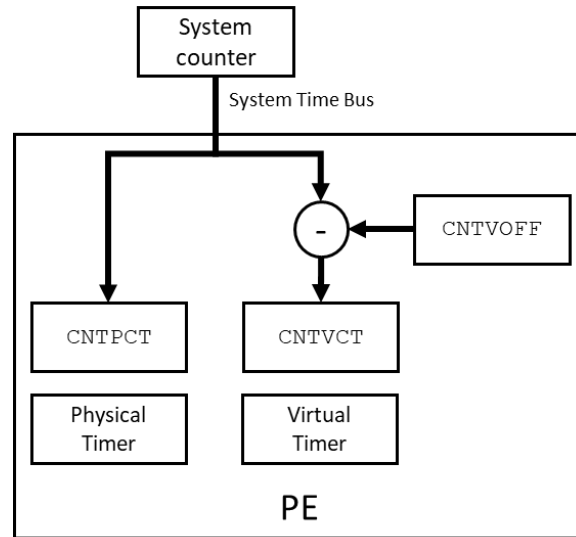 System
counter
System Time Bus
-
CNTVOFF
CNTPCT
CNTVCT
Physical
Timer
Virtual
Timer
PE